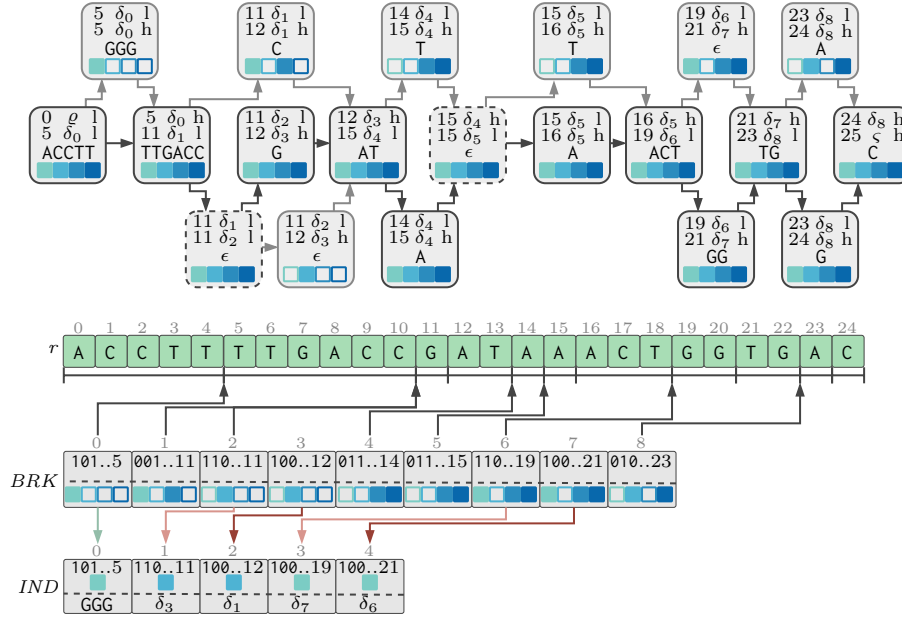 5 δ0 l
5 δ0 h
GGG
11 δ1 l
12 δ1 h
C
14 δ4 l
15 δ4 h
T
15 δ5 l
16 δ5 h
T
19 δ6 l
21 δ7 h
ϵ
23 δ8 l
24 δ8 h
A
0 ϱ l
5 δ0 l
ACCTT
5 δ0 h
11 δ1 l
TTGACC
11 δ2 l
12 δ3 h
G
12 δ3 h
15 δ4 l
AT
15 δ4 h
15 δ5 l
ϵ
15 δ5 l
16 δ5 h
A
16 δ5 h
19 δ6 l
ACT
21 δ7 h
23 δ8 l
TG
24 δ8 h
25 ς h
C
11 δ1 l
11 δ2 l
ϵ
11 δ2 l
12 δ3 h
ϵ
14 δ4 l
15 δ4 h
A
19 δ6 l
21 δ7 h
GG
23 δ8 l
24 δ8 h
G
0 1 2 3 4 5 6 7 8 9 10 11 12 13 14 15 16 17 18 19 20 21 22 23 24
r A C C T T T T G A C C G A T A A A C T G G T G A C
0 1 2 3 4 5 6 7 8
BRK 101..5 001..11 110..11 100..12 011..14 011..15 110..19 100..21 010..23
0 1 2 3 4
IND 101..5 110..11 100..12 100..19 100..21
GGG δ3 δ1 δ7 δ6